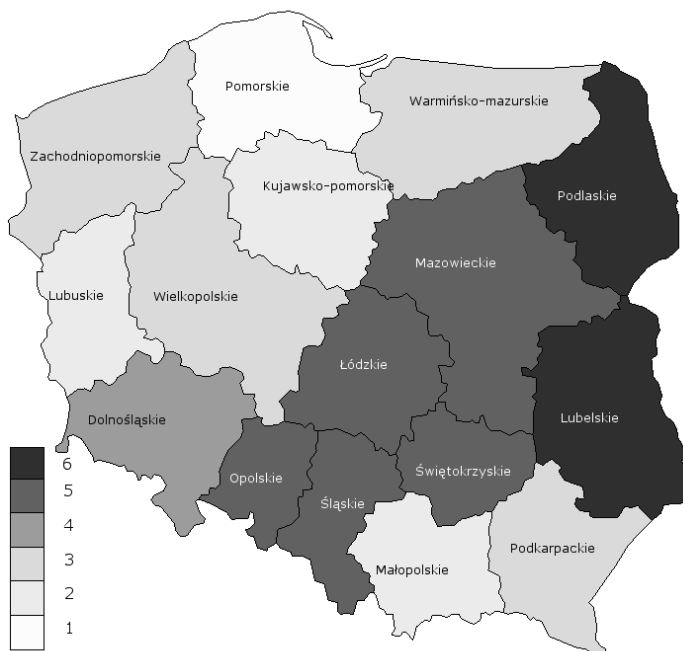 Pomorskie
Warmińsko-mazurskie
Zachodniopomorskie
Kujawsko-pomorskie
Podlaskie
Mazowieckie
Lubuskie
Wielkopolskie
Łódzkie
Dolnośląskie
Lubelskie
Opolskie
Śląskie
Świętokrzyskie
Podkarpackie
Małopolskie
6
5
4
3
2
1